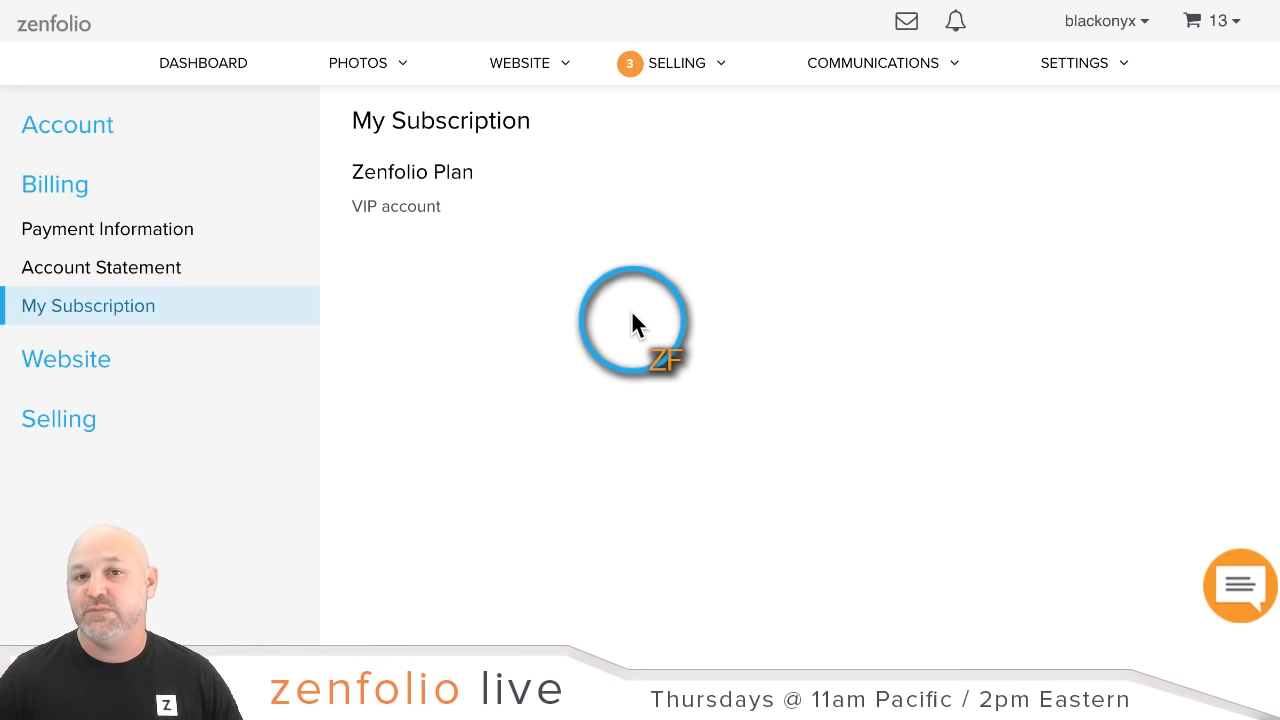 zenfolio
blackonyx
13
DASHBOARD
PHOTOS
WEBSITE
3 SELLING
COMMUNICATIONS
SETTINGS
Account
Billing
Payment Information
Account Statement
My Subscription
Website
Selling
My Subscription
Zenfolio Plan
VIP account
ZF
Z
zenfolio live
Thursdays @ 11am Pacific / 2pm Eastern